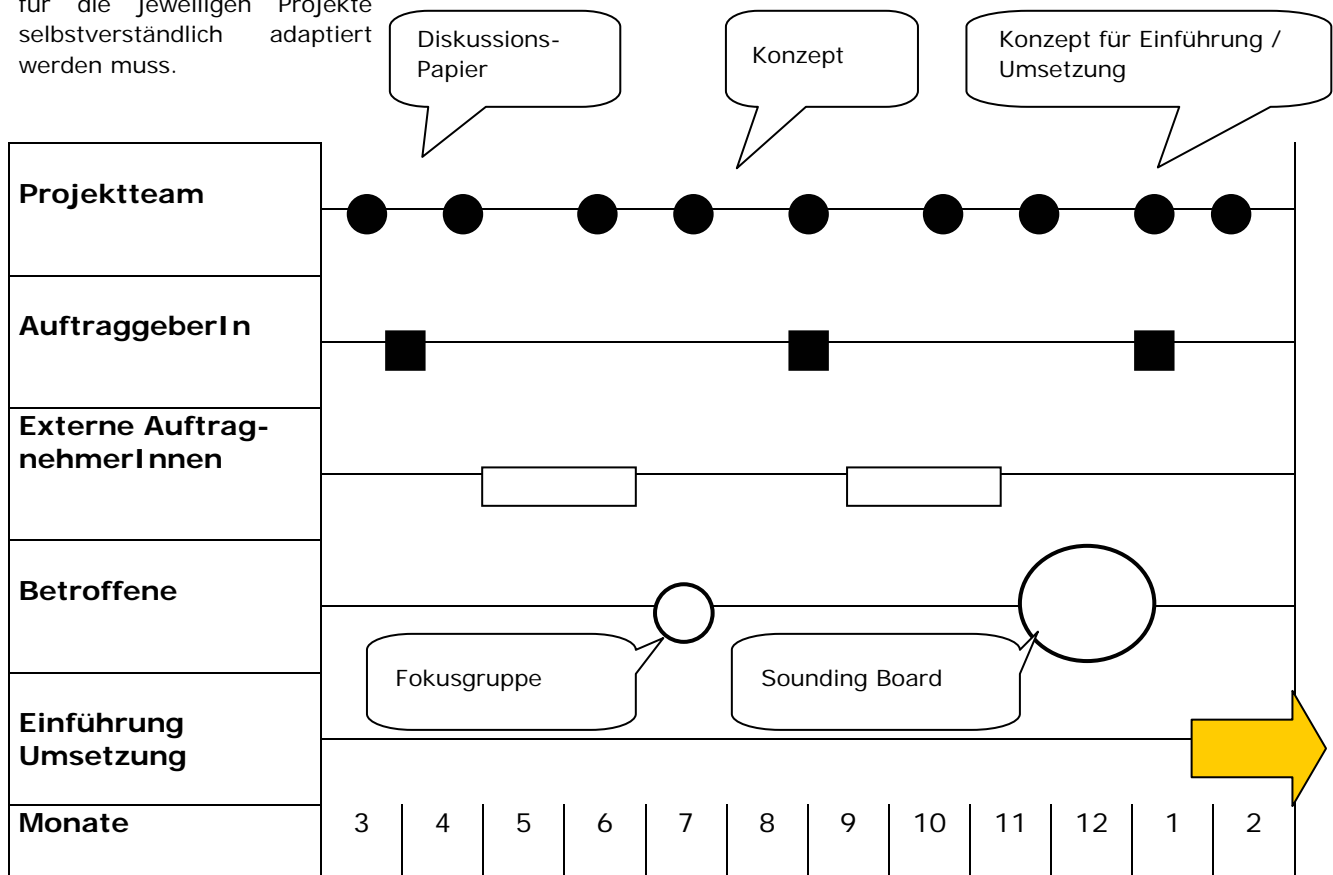 für die jeweiligen Projekte
selbstverständlich adaptiert
werden muss.
Diskussions-
Papier
Konzept
Konzept für Einführung /
Umsetzung
Projektteam
AuftraggeberIn
Externe Auftrag-
nehmerInnen
Betroffene
Fokusgruppe
Sounding Board
Einführung
Umsetzung
Monate 3 4 5 6 7 8 9 10 11 12 1 2